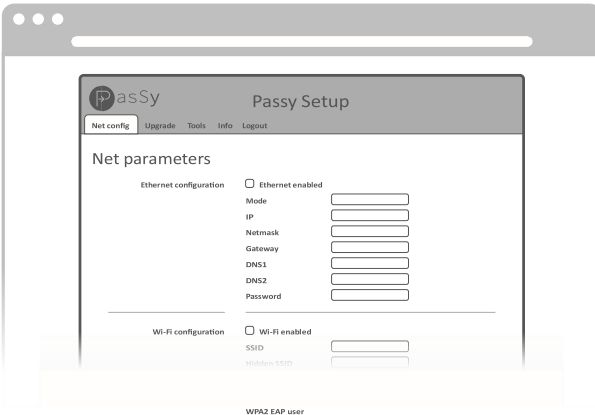 PasSy
Passy Setup
Net config Upgrade Tools Info Logout
Net parameters
Ethernet configuration Ethernet enabled
Mode
IP
Netmask
Gateway
DNS1
DNS2
Password
Wi-Fi configuration Wi-Fi enabled
SSID
Hidden SSID
WPA2 EAP user